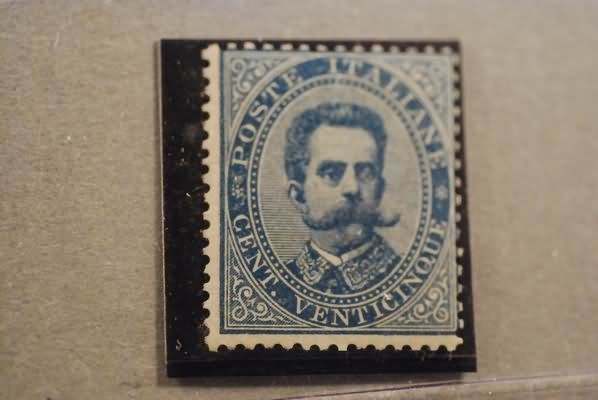 POSTE ITALIANE
CENT. VENTICINQUE